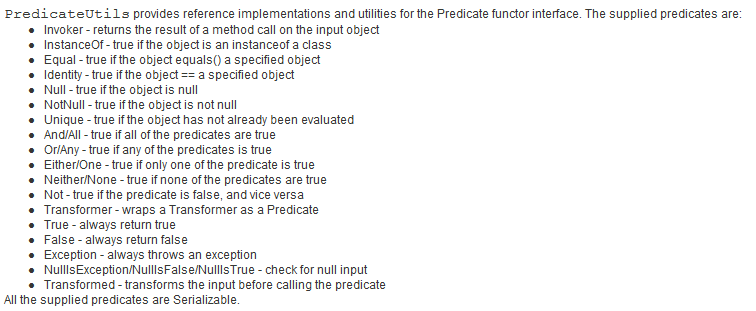 PredicateUtils provides reference implementations and utilities for the Predicate functor interface. The supplied predicates are:
• Invoker - returns the result of a method call on the input object
• InstanceOf - true if the object is an instanceof a class
• Equal - true if the object equals() a specified object
• Identity - true if the object == a specified object
• Null - true if the object is null
• NotNull - true if the object is not null
• Unique - true if the object has not already been evaluated
• And/All - true if all of the predicates are true
• Or/Any - true if any of the predicates is true
• Either/One - true if only one of the predicate is true
• Neither/None - true if none of the predicates are true
• Not - true if the predicate is false, and vice versa
• Transformer - wraps a Transformer as a Predicate
• True - always return true
• False - always return false
• Exception - always throws an exception
• NullIsException/NullIsFalse/NullIsTrue - check for null input
• Transformed - transforms the input before calling the predicate
All the supplied predicates are Serializable.